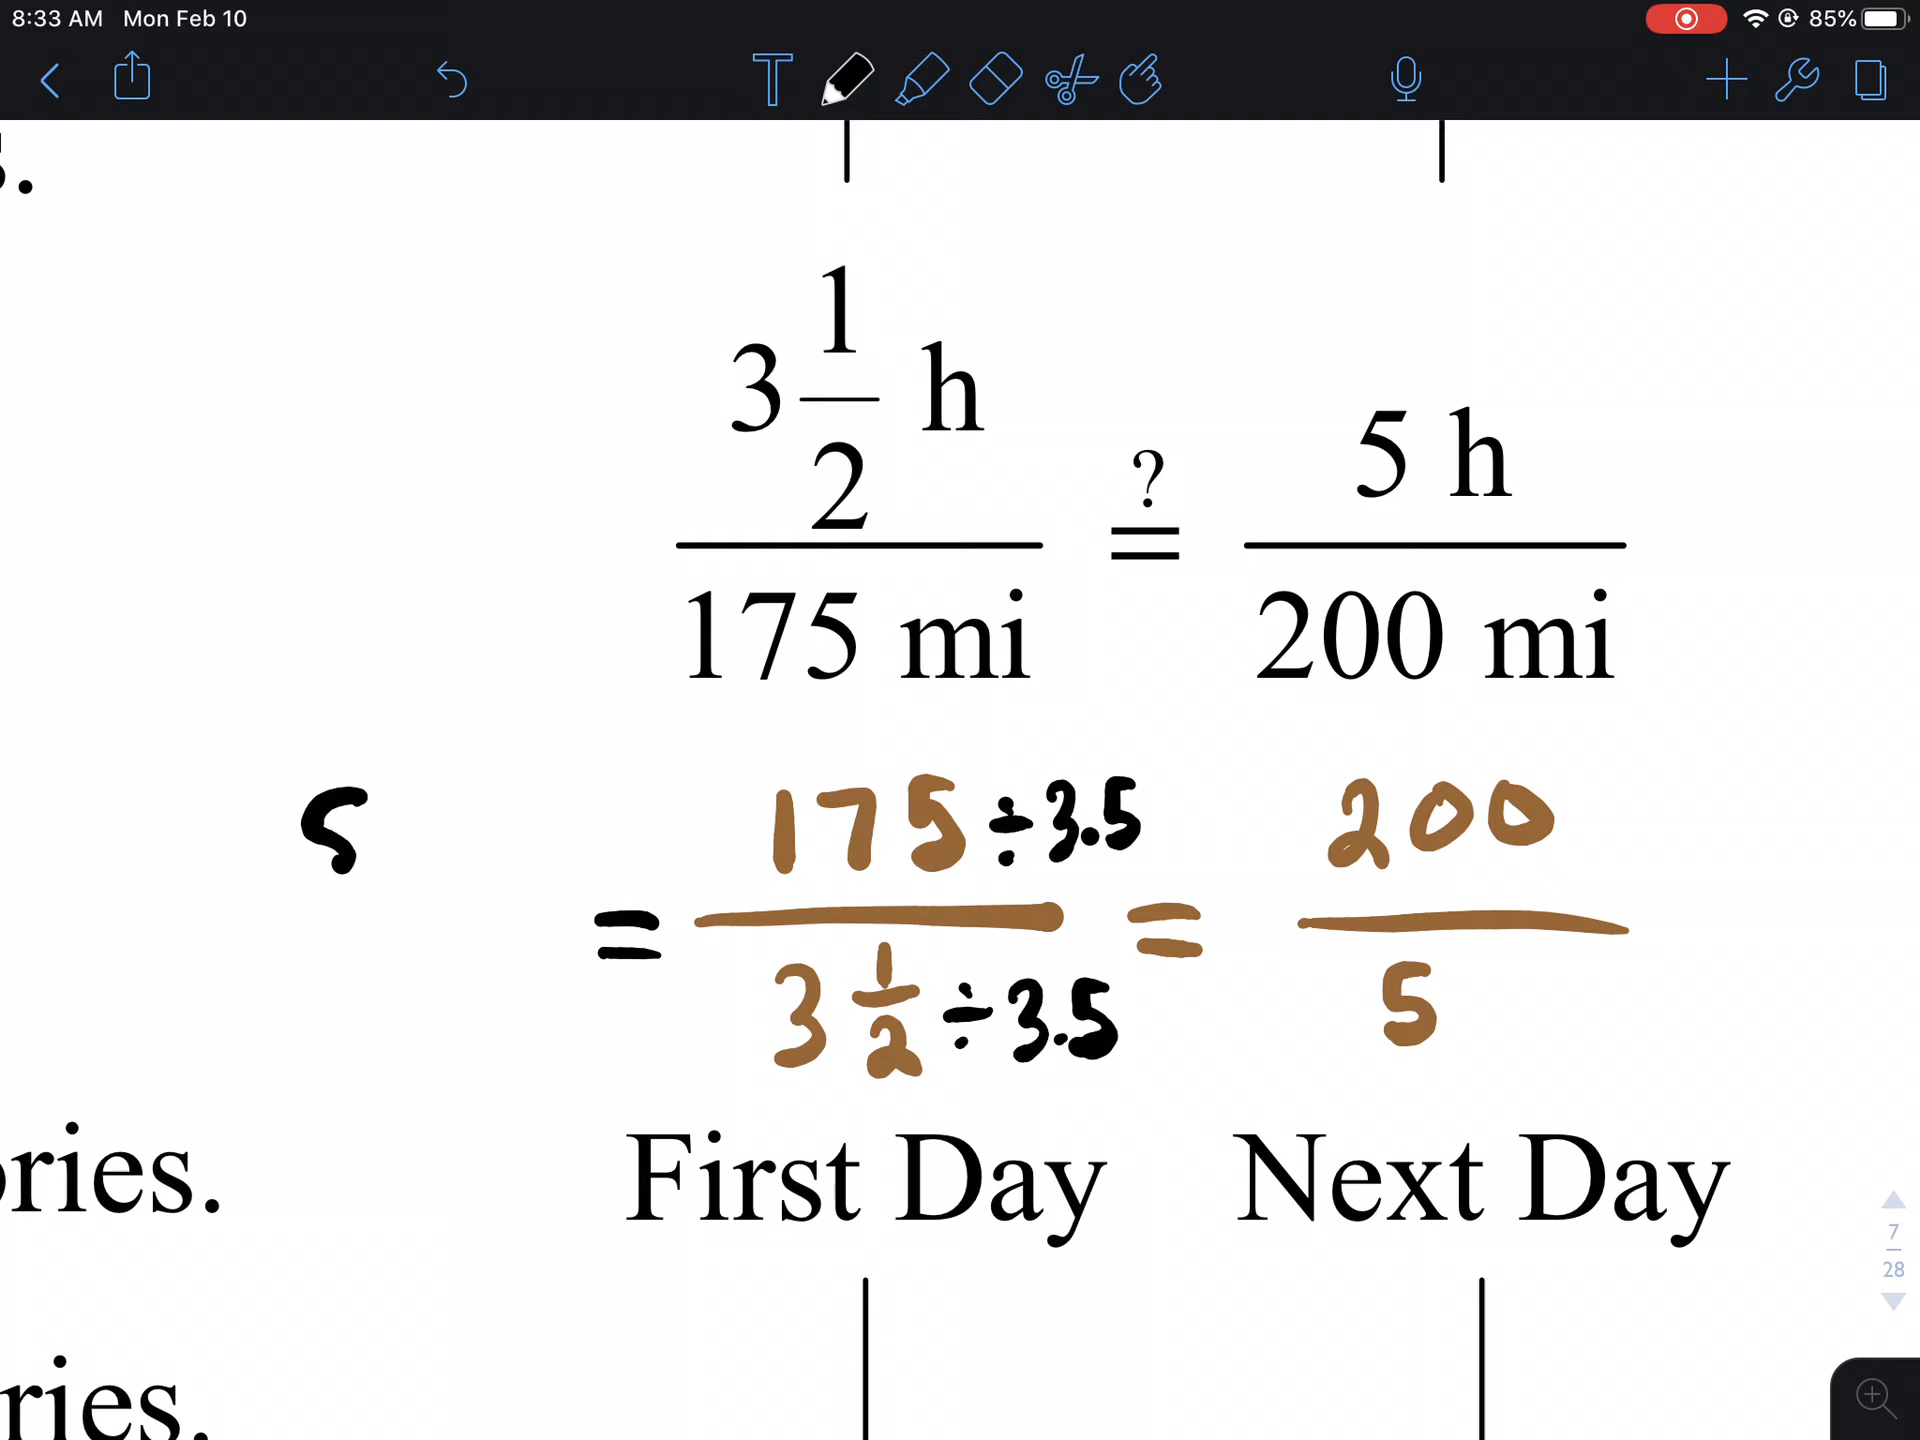 8:33 AM Mon Feb 10 85%
s.
3 1/2 h / 175 mi ?= 5 h / 200 mi
5 = 175 ÷ 3.5 / 3 1/2 ÷ 3.5 = 200 / 5
ories. First Day Next Day
7
28
ries.